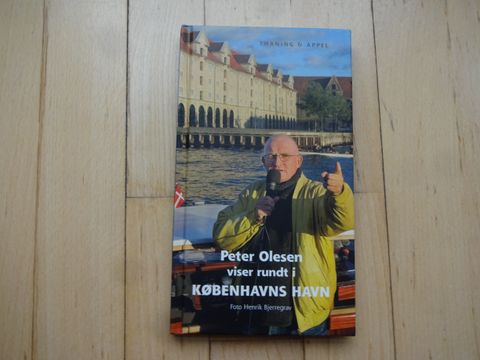 THANING & APPEL
Peter Olesen
viser rundt i
KØBENHAVNS HAVN
Foto Henrik Bjerregrav